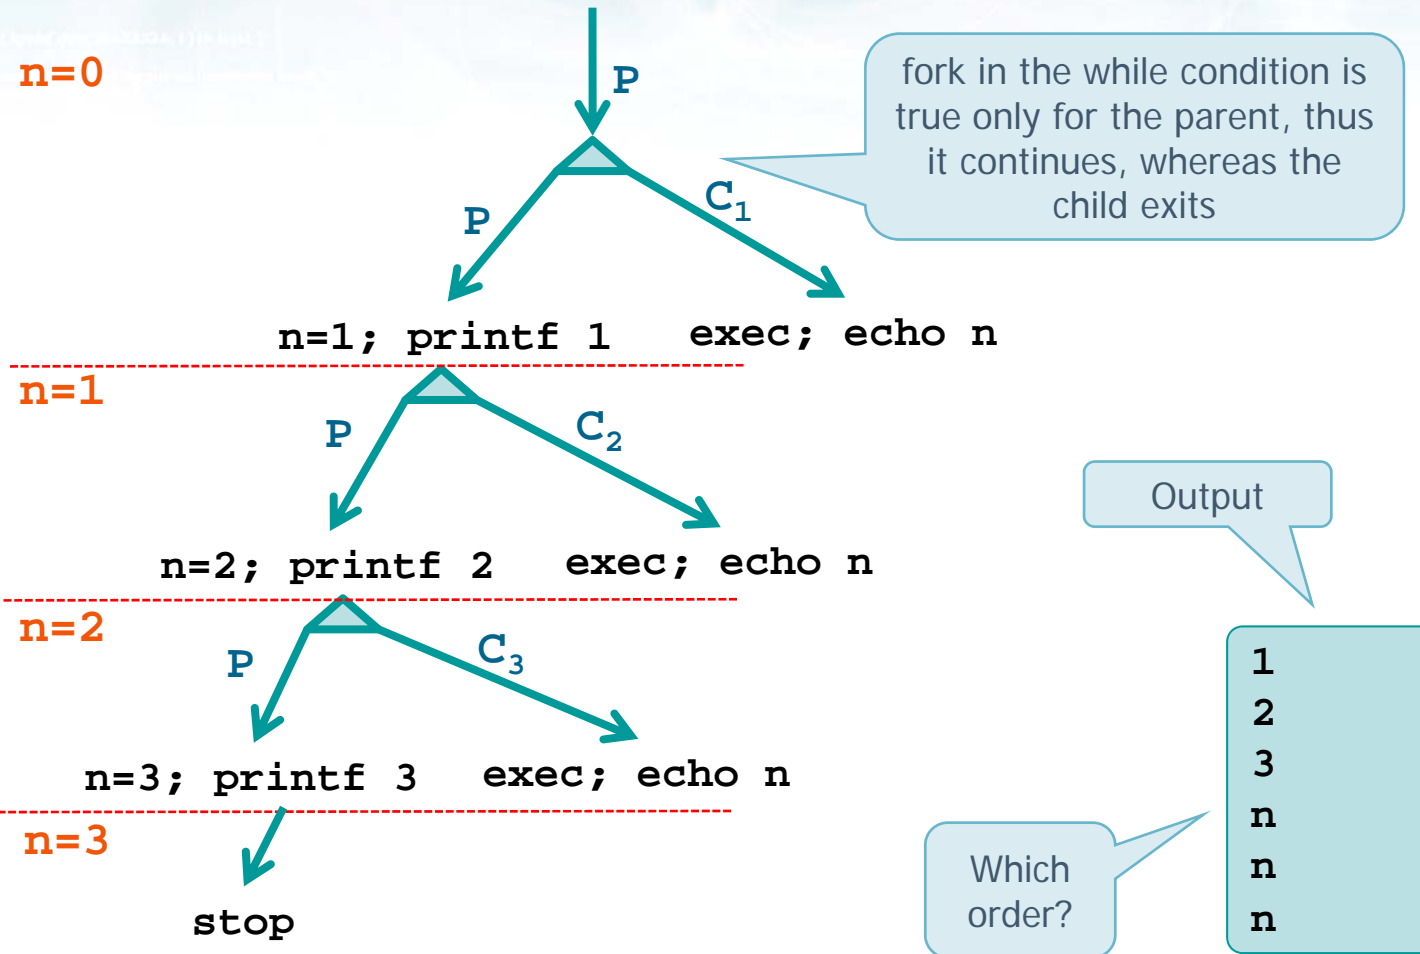 n=0
P
fork in the while condition is
true only for the parent, thus
it continues, whereas the
child exits
P
C₁
n=1; printf 1
exec; echo n
n=1
P
C₂
Output
n=2; printf 2
exec; echo n
n=2
P
C₃
1
2
3
n
n
n
n=3; printf 3
exec; echo n
n=3
Which
order?
stop